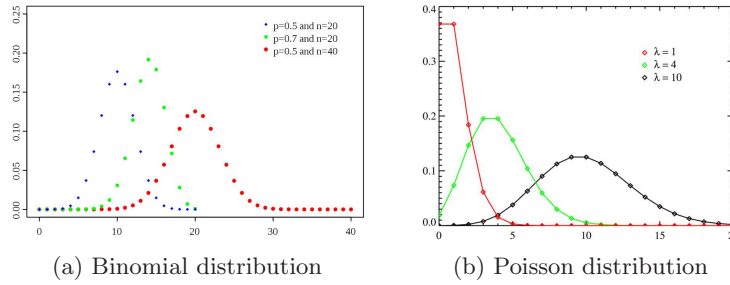 0.25
0.20
0.15
0.10
0.05
0.00
p=0.5 and n=20
p=0.7 and n=20
p=0.5 and n=40
0 10 20 30 40
(a) Binomial distribution
0.4
0.3
0.2
0.1
0.0
λ = 1
λ = 4
λ = 10
0 5 10 15 20
(b) Poisson distribution